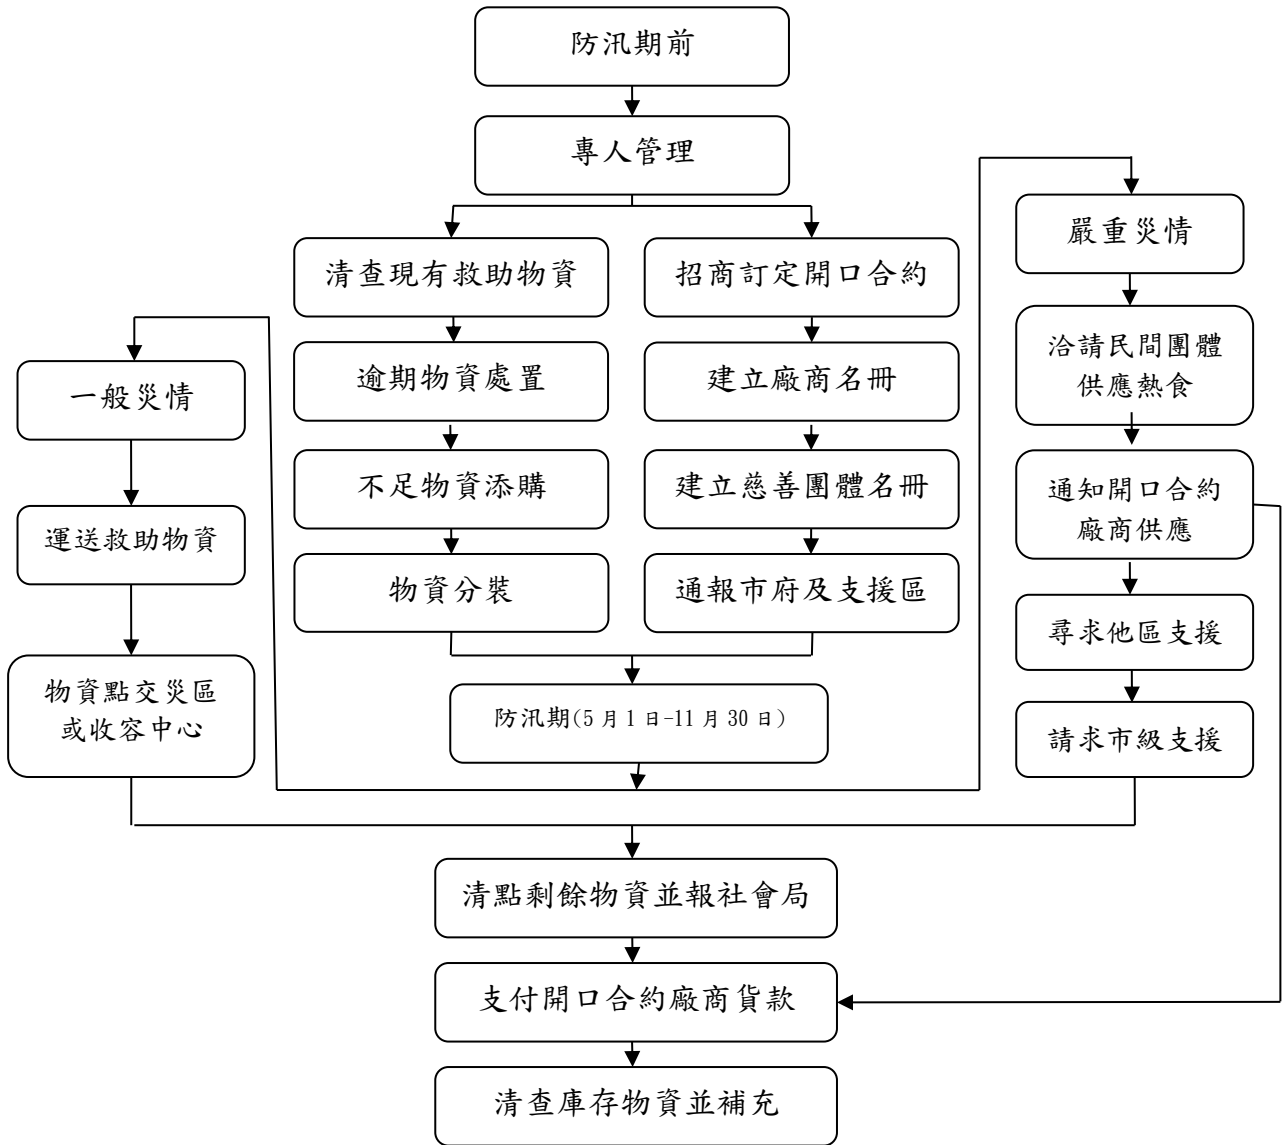 防汛期前
專人管理
嚴重災情
清查現有救助物資
招商訂定開口合約
洽請民間團體
供應熱食
一般災情
逾期物資處置
建立廠商名冊
不足物資添購
建立慈善團體名冊
通知開口合約
廠商供應
運送救助物資
物資分裝
通報市府及支援區
尋求他區支援
物資點交災區
或收容中心
防汛期(5月1日-11月30日)
請求市級支援
清點剩餘物資並報社會局
支付開口合約廠商貨款
清查庫存物資並補充